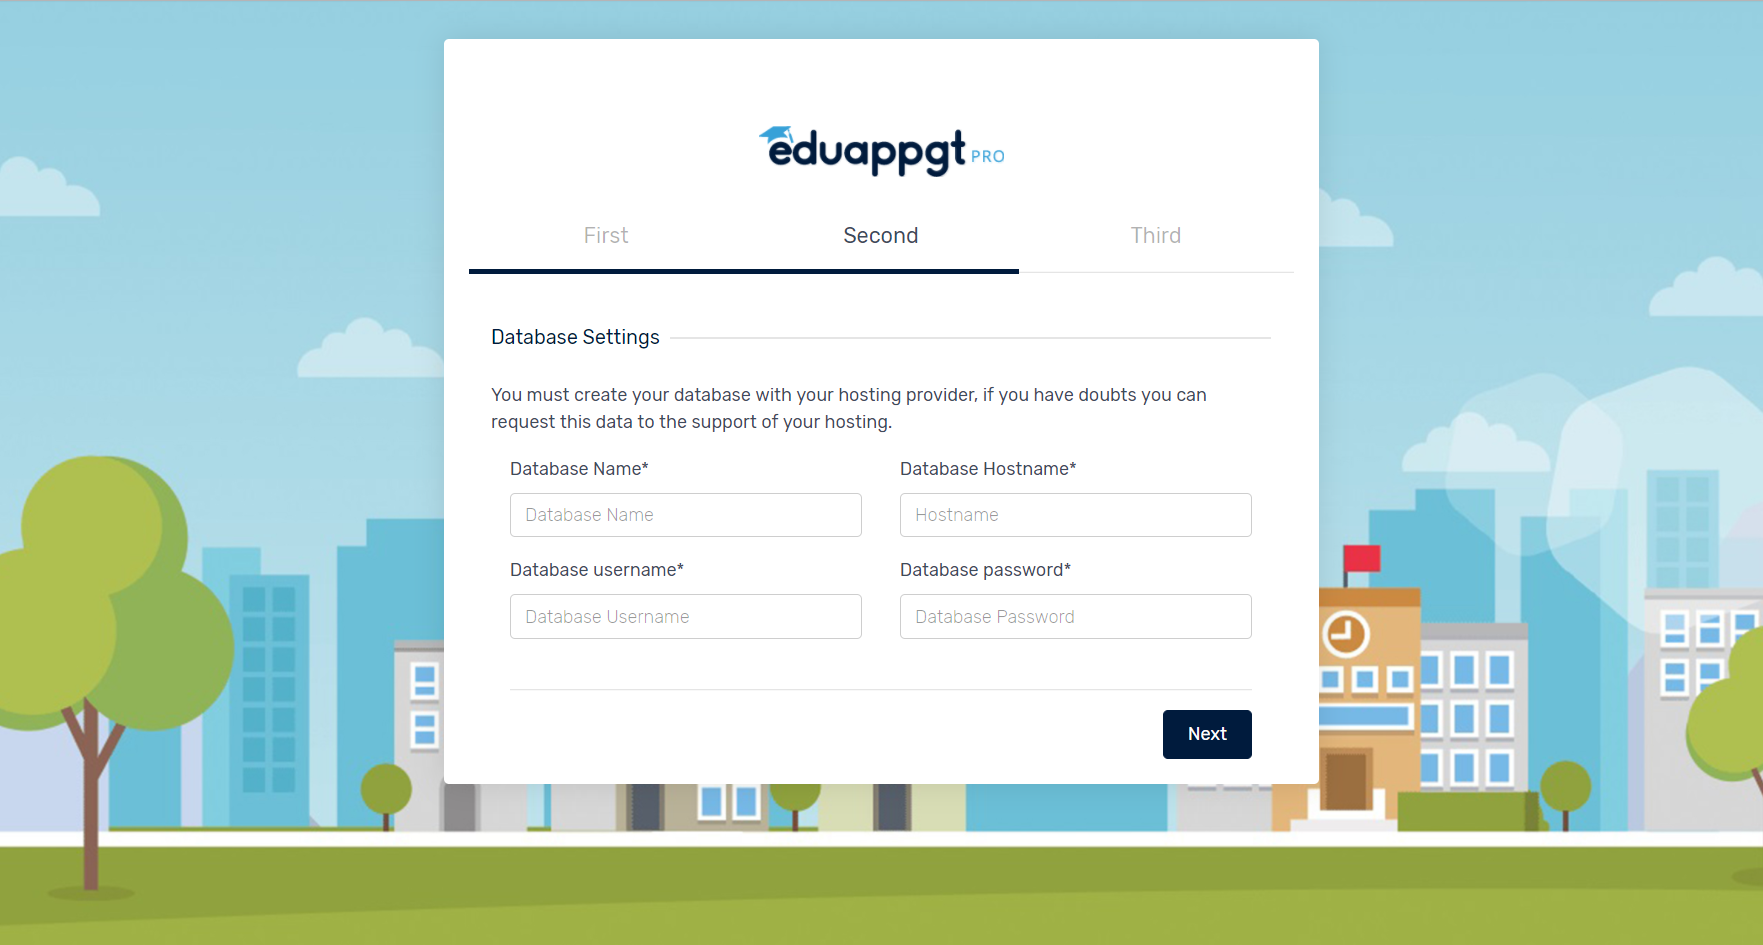 eduappgt PRO
First Second Third
Database Settings
You must create your database with your hosting provider, if you have doubts you can
request this data to the support of your hosting.
Database Name* Database Hostname*
Database Name Hostname
Database username* Database password*
Database Username Database Password
Next